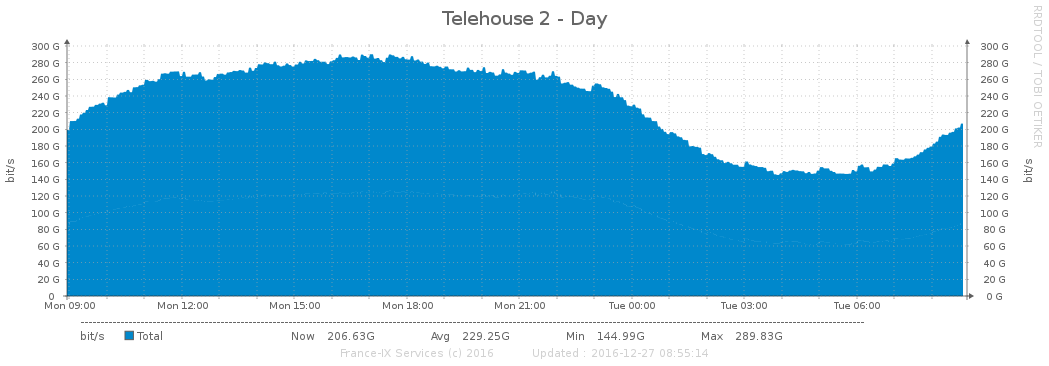 Telehouse 2 - Day
RRDTOOL / TOBI OETIKER
bit/s
300 G 300 G
280 G 280 G
260 G 260 G
240 G 240 G
220 G 220 G
200 G 200 G
180 G 180 G
160 G 160 G
140 G 140 G
120 G 120 G
100 G 100 G
80 G 80 G
60 G 60 G
40 G 40 G
20 G 20 G
0 0 G
bit/s
Mon 09:00 Mon 12:00 Mon 15:00 Mon 18:00 Mon 21:00 Tue 00:00 Tue 03:00 Tue 06:00
bit/s Total Now 206.63G Avg 229.25G Min 144.99G Max 289.83G
France-IX Services (c) 2016 Updated : 2016-12-27 08:55:14